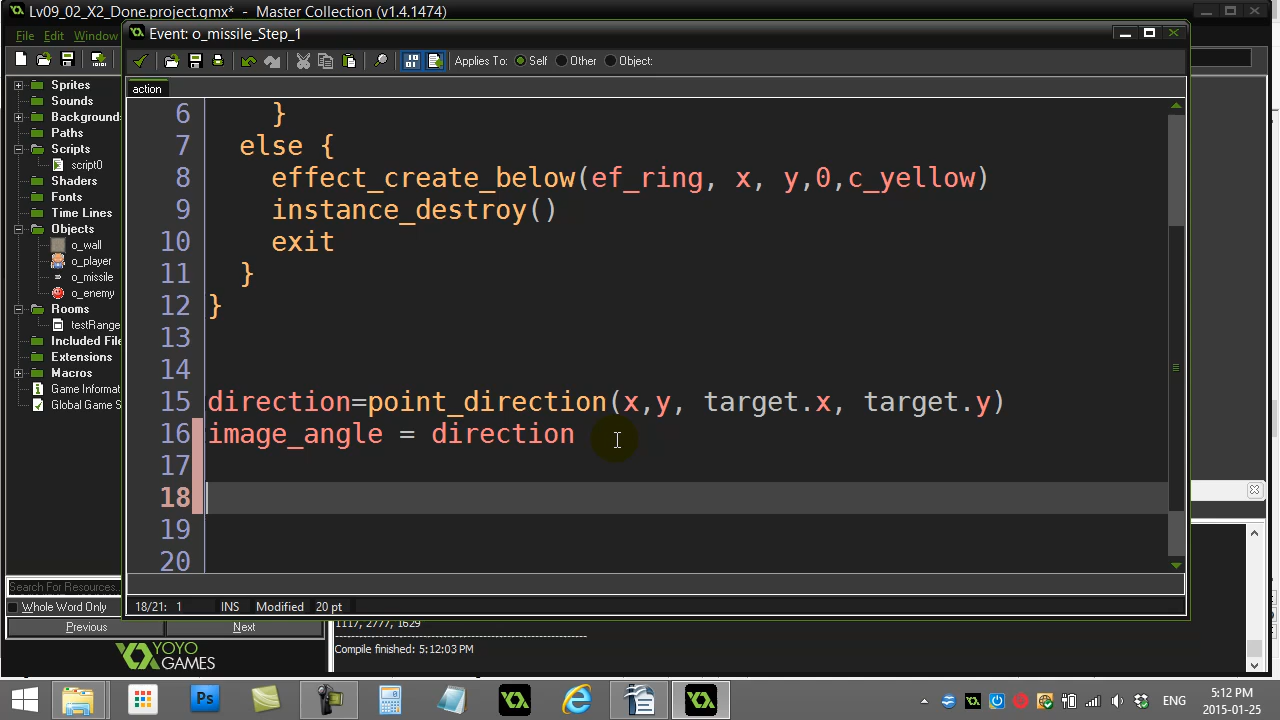 Lv09_02_X2_Done.project.gmx* - Master Collection (v1.4.1474)
File Edit Window
Event: o_missile_Step_1
Applies To: Self Other Object:
action
Sprites
Sounds
Background
Paths
Scripts
script0
Shaders
Fonts
Time Lines
Objects
o_wall
o_player
o_missile
o_enemy
Rooms
testRange
Included File
Extensions
Macros
Game Informat
Global Game S
6 }
7 else {
8 effect_create_below(ef_ring, x, y,0,c_yellow)
9 instance_destroy()
10 exit
11 }
12 }
13
14
15 direction=point_direction(x,y, target.x, target.y)
16 image_angle = direction
17
18
19
20
18/21: 1 INS Modified 20 pt
Search For Resources..
Whole Word Only
Previous Next
YOYO
GAMES
1117, 2777, 1629
Compile finished: 5:12:03 PM
ENG
5:12 PM
2015-01-25